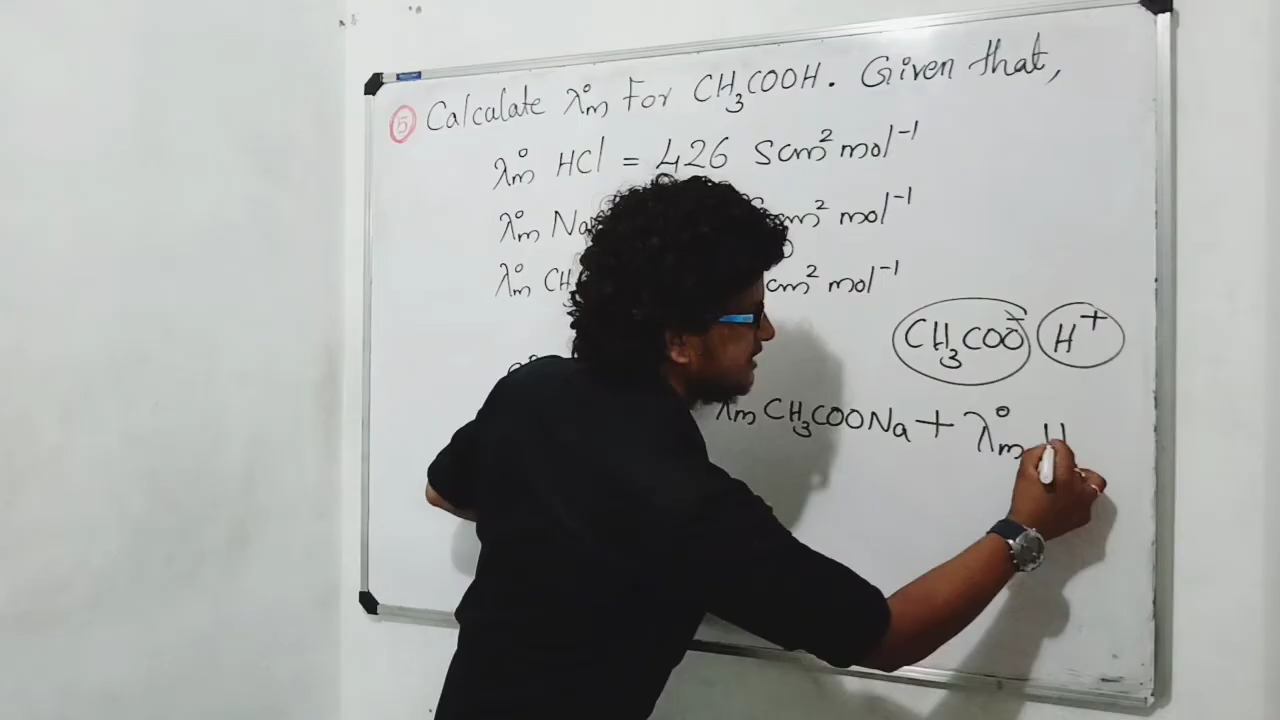 5 Calculate λ°m For CH3COOH. Given that,
λ°m HCl = 426 Scm² mol⁻¹
λ°m Na cm² mol⁻¹
λ°m CH cm² mol⁻¹
CH3COO⁻ H⁺
λm CH3COONa + λ°m H